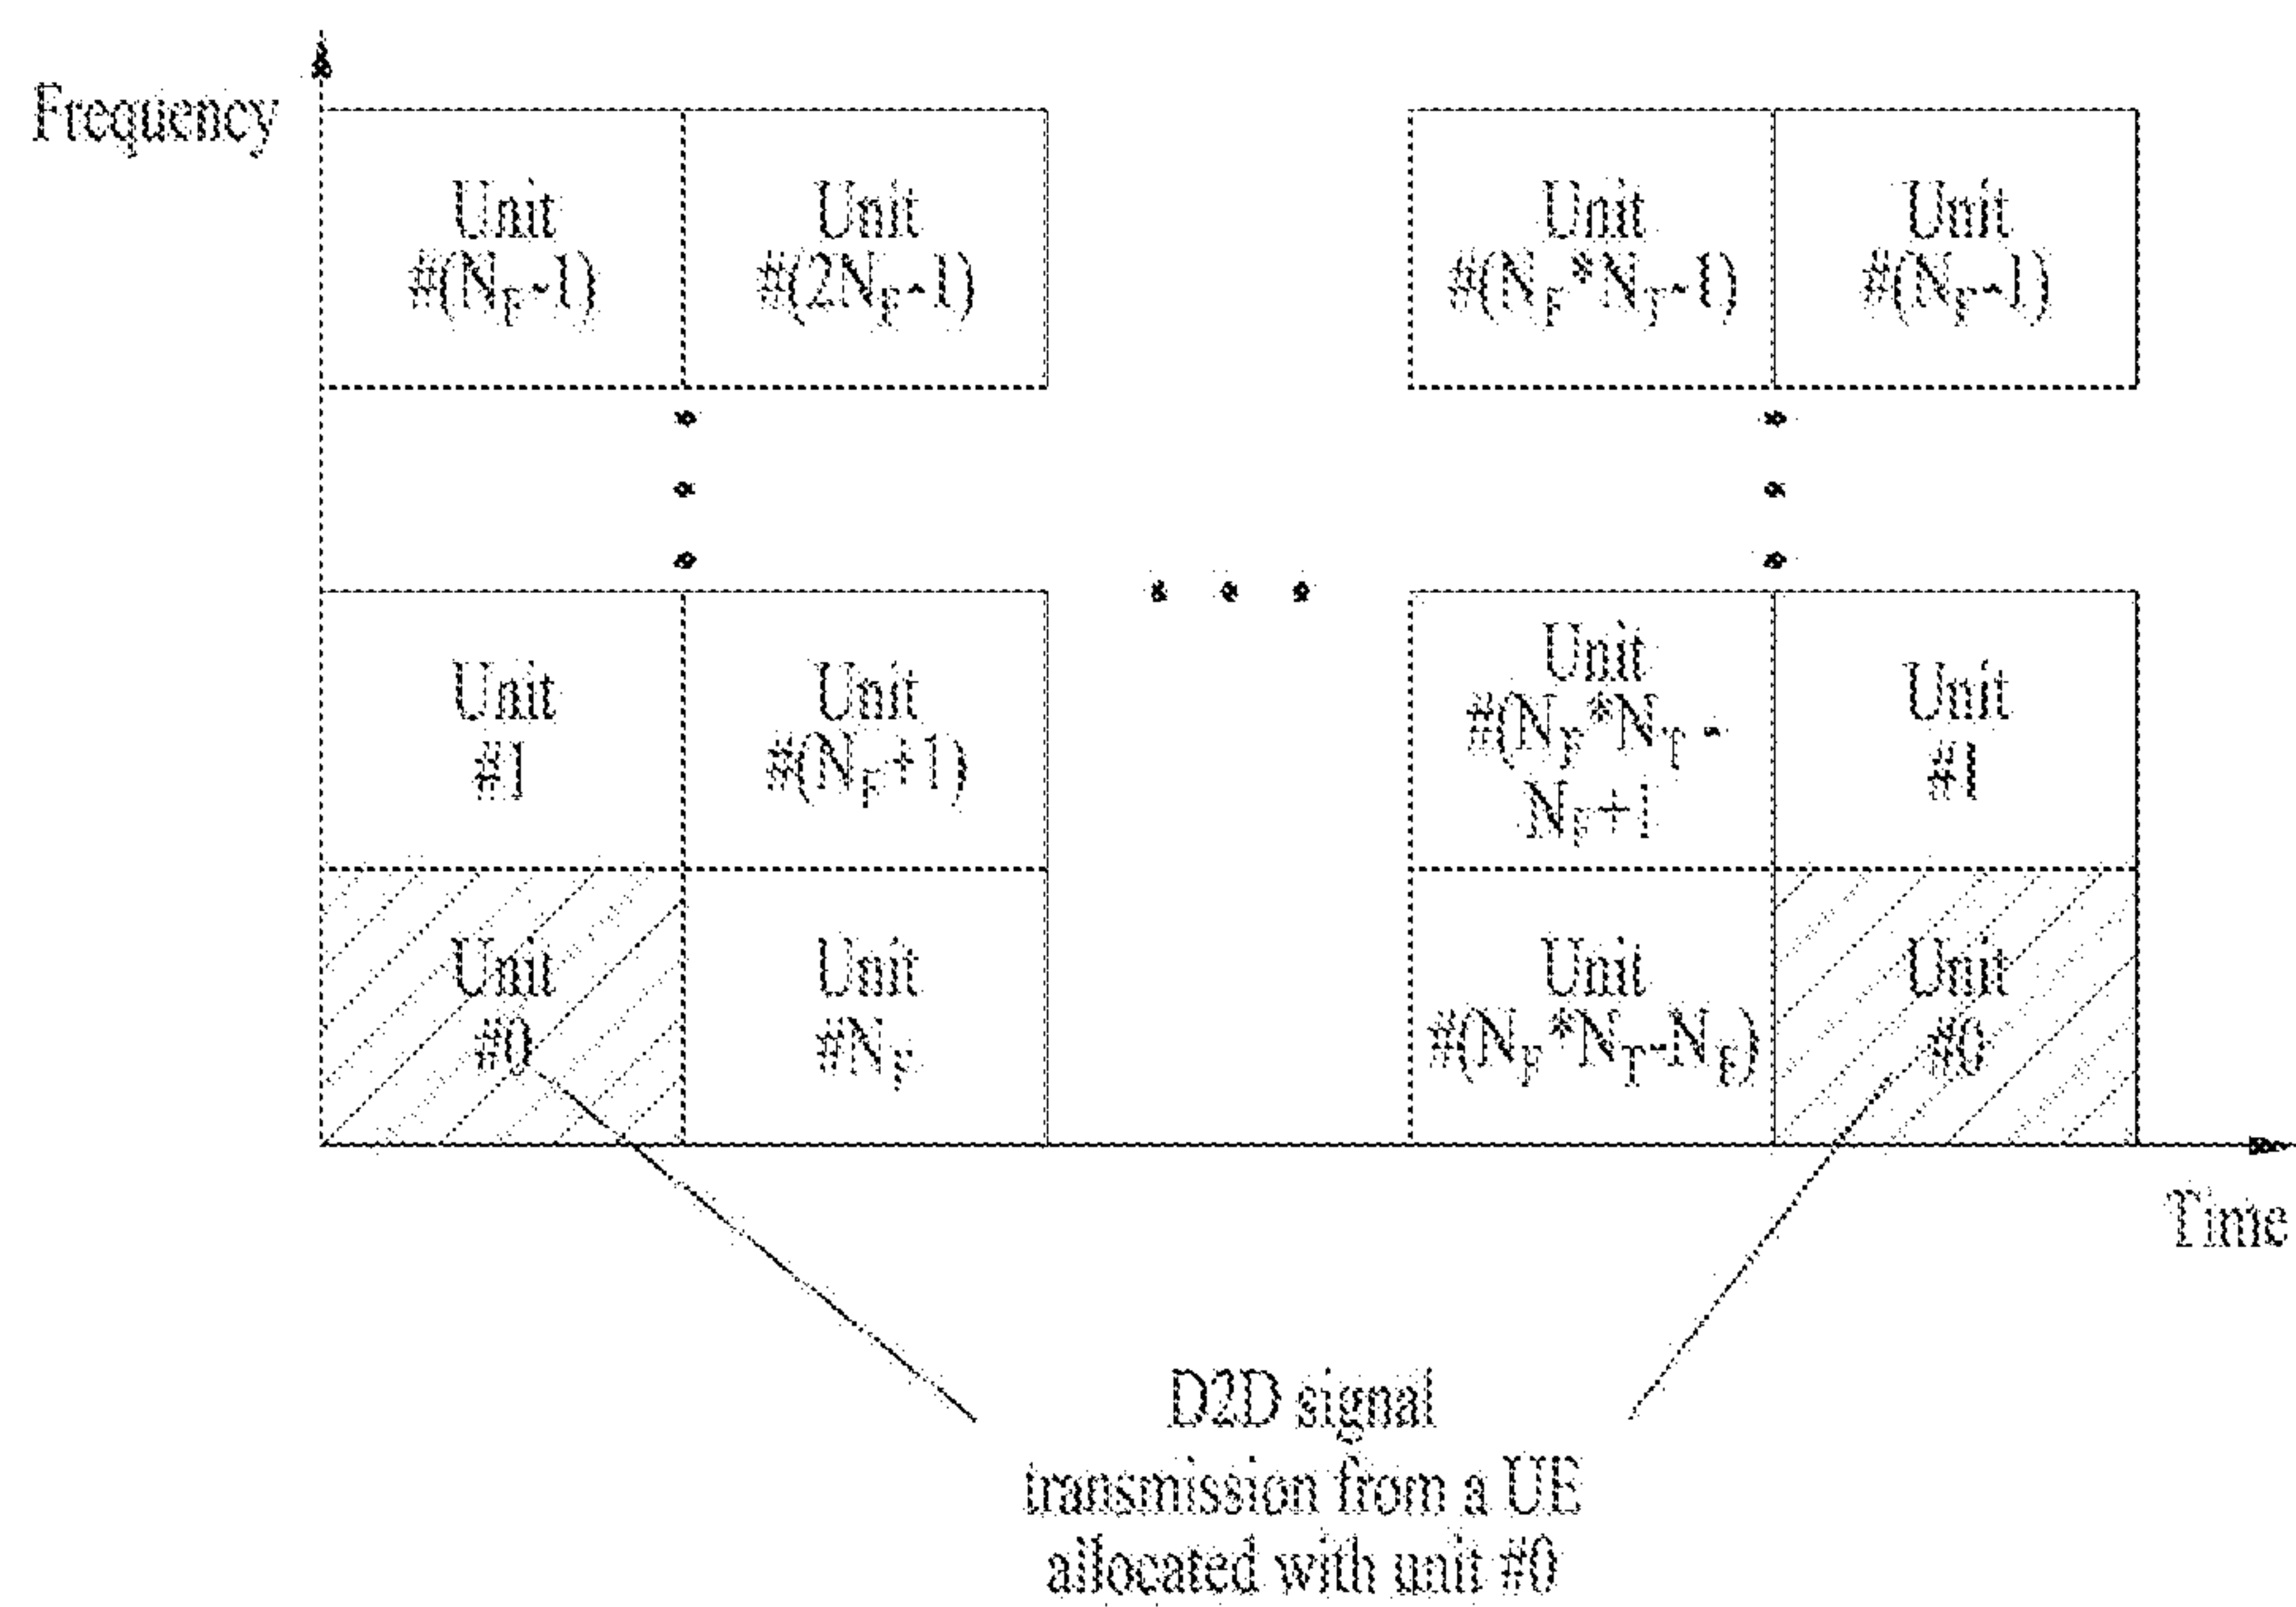 Frequency
Unit
#(N_F-1)
Unit
#(2N_F-1)
Unit
#(N_F*N_T-1)
Unit
#(N_F-1)
Unit
#1
Unit
#(N_F+1)
Unit
#(N_F*N_T -
N_F+1
Unit
#1
Unit
#0
Unit
#N_F
Unit
#(N_F*N_T-N_F)
Unit
#0
Time
D2D signal
transmission from a UE
allocated with unit #0